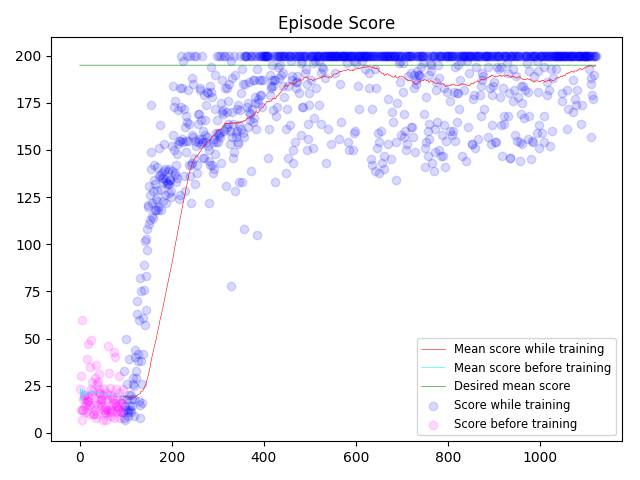 Episode Score
200
175
150
125
100
75
50
25
0
Mean score while training
Mean score before training
Desired mean score
Score while training
Score before training
0 200 400 600 800 1000